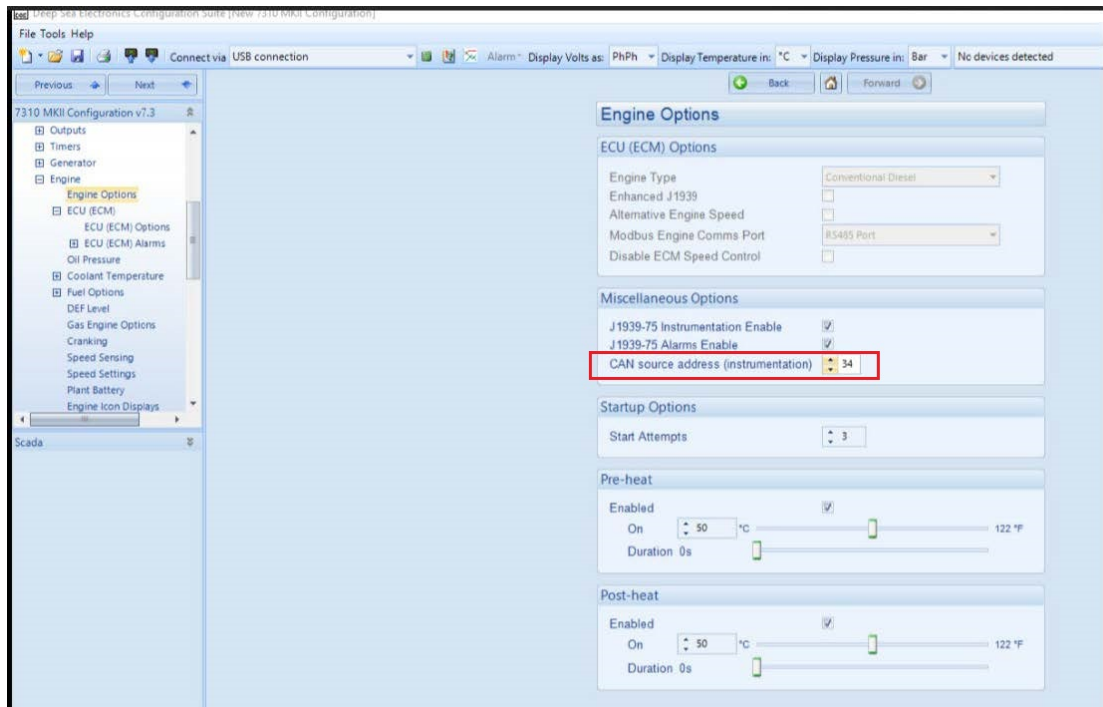 Deep Sea Electronics Configuration Suite [New 7310 MKII Configuration]
File Tools Help
Connect via USB connection Alarm Display Volts as: PhPh Display Temperature in: °C Display Pressure in: Bar No devices detected
Previous Next
Back Forward
7310 MKII Configuration v7.3
Outputs
Timers
Generator
Engine
Engine Options
ECU (ECM)
ECU (ECM) Options
ECU (ECM) Alarms
Oil Pressure
Coolant Temperature
Fuel Options
DEF Level
Gas Engine Options
Cranking
Speed Sensing
Speed Settings
Plant Battery
Engine Icon Displays
Scada
Engine Options
ECU (ECM) Options
Engine Type Conventional Diesel
Enhanced J1939
Alternative Engine Speed
Modbus Engine Comms Port RS485 Port
Disable ECM Speed Control
Miscellaneous Options
J1939-75 Instrumentation Enable
J1939-75 Alarms Enable
CAN source address (instrumentation) 34
Startup Options
Start Attempts 3
Pre-heat
Enabled
On 50 °C 122 °F
Duration 0s
Post-heat
Enabled
On 50 °C 122 °F
Duration 0s